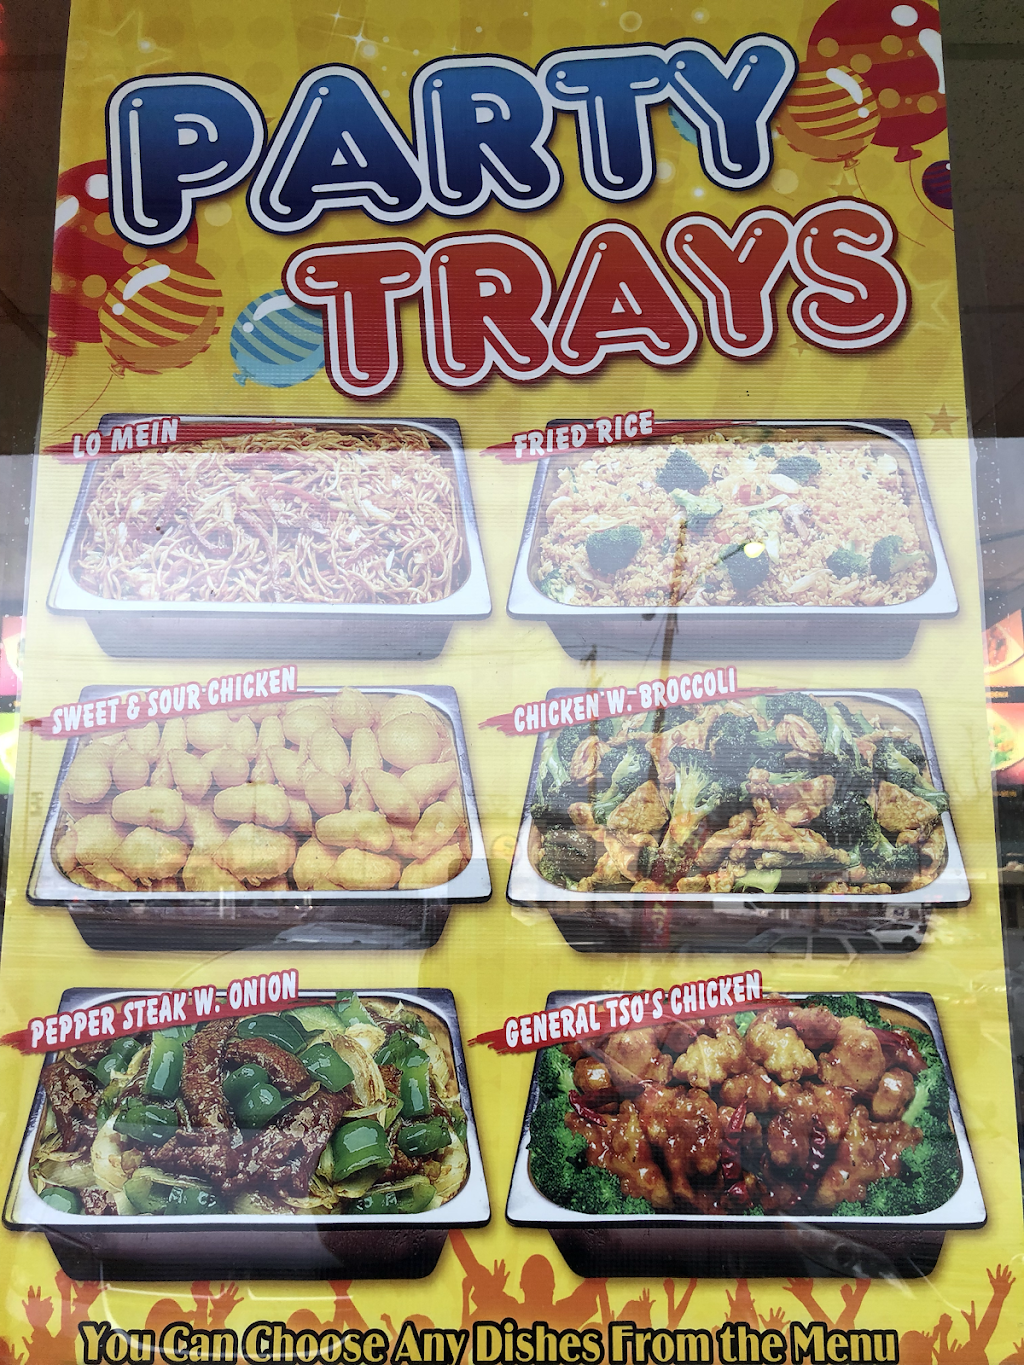 PARTY
TRAYS
LO MEIN
FRIED RICE
SWEET & SOUR CHICKEN
CHICKEN W. BROCCOLI
PEPPER STEAK W. ONION
GENERAL TSO'S CHICKEN
You Can Choose Any Dishes From the Menu